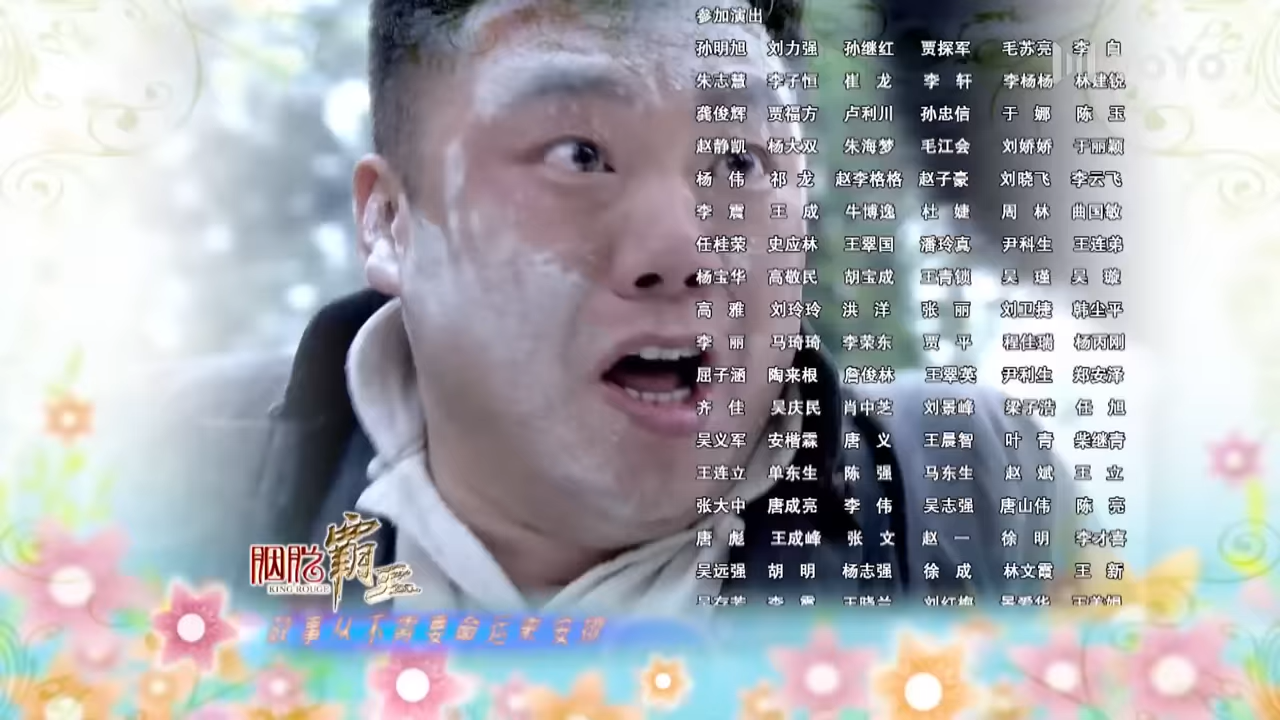 参加演出
孙明旭 刘力强 孙继红 贾探军 毛苏亮 李 白
朱志慧 李子恒 崔 龙 李 轩 李杨杨 林建锐
龚俊辉 贾福方 卢利川 孙忠信 于 娜 陈 玉
赵静凯 杨大双 朱海梦 毛江会 刘娇娇 于丽颖
杨 伟 祁 龙 赵李格格 赵子豪 刘晓飞 李云飞
李 震 王 成 牛博逸 杜 婕 周 林 曲国敏
任桂荣 史应林 王翠国 潘玲真 尹科生 王连弟
杨宝华 高敬民 胡宝成 王青锁 吴 瑾 吴 璇
高 雅 刘玲玲 洪 洋 张 丽 刘卫捷 韩尘平
李 丽 马琦琦 李荣东 贾 平 程佳瑞 杨丙刚
屈子涵 陶来根 詹俊林 王翠英 尹利生 郑安泽
齐 佳 吴庆民 肖中芝 刘景峰 梁子浩 任 旭
吴义军 安楷霖 唐 义 王晨智 叶 青 柴继青
王连立 单东生 陈 强 马东生 赵 斌 王 立
张大中 唐成亮 李 伟 吴志强 唐山伟 陈 亮
唐 彪 王成峰 张 文 赵 一 徐 明 李才喜
吴远强 胡 明 杨志强 徐 成 林文霞 王 新
胭脂霸王
KING ROUGE
故事从不需要命运来安排